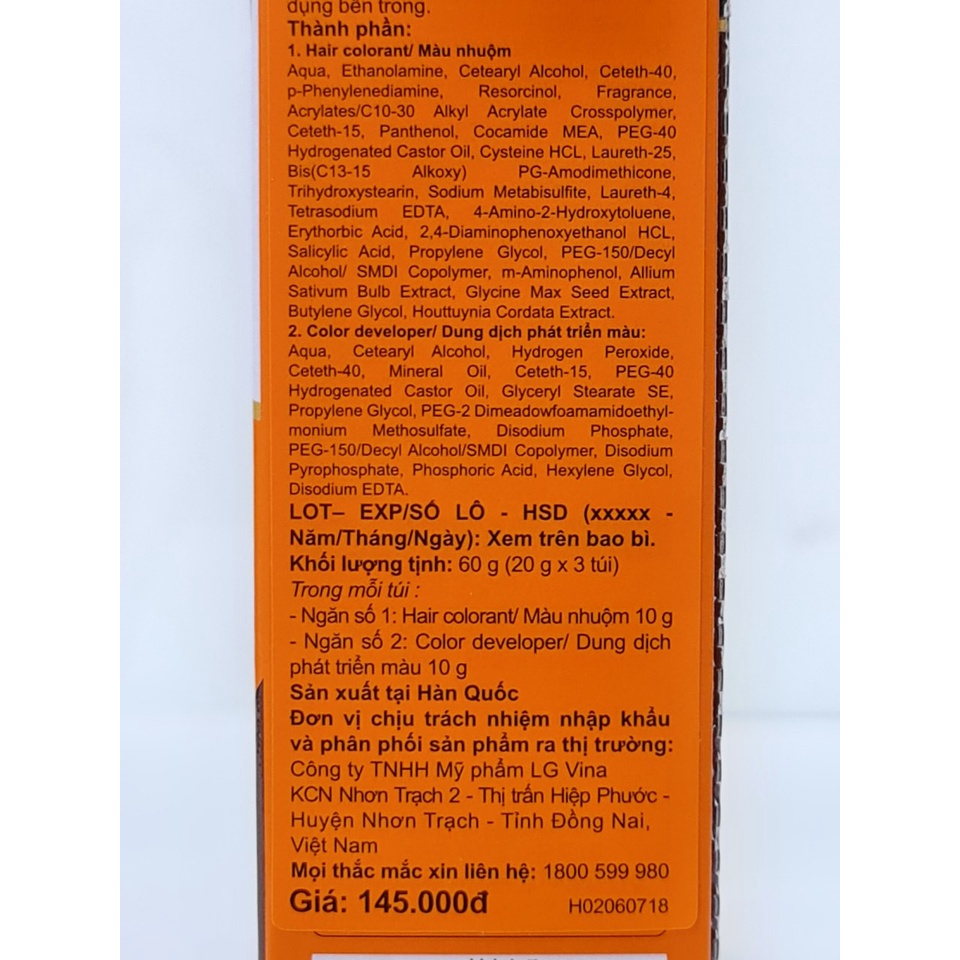 dụng bên trong.
Thành phần:
1. Hair colorant/ Màu nhuộm
Aqua, Ethanolamine, Cetearyl Alcohol, Ceteth-40,
p-Phenylenediamine, Resorcinol, Fragrance,
Acrylates/C10-30 Alkyl Acrylate Crosspolymer,
Ceteth-15, Panthenol, Cocamide MEA, PEG-40
Hydrogenated Castor Oil, Cysteine HCL, Laureth-25,
Bis(C13-15 Alkoxy) PG-Amodimethicone,
Trihydroxystearin, Sodium Metabisulfite, Laureth-4,
Tetrasodium EDTA, 4-Amino-2-Hydroxytoluene,
Erythorbic Acid, 2,4-Diaminophenoxyethanol HCL,
Salicylic Acid, Propylene Glycol, PEG-150/Decyl
Alcohol/ SMDI Copolymer, m-Aminophenol, Allium
Sativum Bulb Extract, Glycine Max Seed Extract,
Butylene Glycol, Houttuynia Cordata Extract.
2. Color developer/ Dung dịch phát triển màu:
Aqua, Cetearyl Alcohol, Hydrogen Peroxide,
Ceteth-40, Mineral Oil, Ceteth-15, PEG-40
Hydrogenated Castor Oil, Glyceryl Stearate SE,
Propylene Glycol, PEG-2 Dimeadowfoamamidoethyl-
monium Methosulfate, Disodium Phosphate,
PEG-150/Decyl Alcohol/SMDI Copolymer, Disodium
Pyrophosphate, Phosphoric Acid, Hexylene Glycol,
Disodium EDTA.
LOT– EXP/SỐ LÔ - HSD (xxxxx -
Năm/Tháng/Ngày): Xem trên bao bì.
Khối lượng tịnh: 60 g (20 g x 3 túi)
Trong mỗi túi :
- Ngăn số 1: Hair colorant/ Màu nhuộm 10 g
- Ngăn số 2: Color developer/ Dung dịch
phát triển màu 10 g
Sản xuất tại Hàn Quốc
Đơn vị chịu trách nhiệm nhập khẩu
và phân phối sản phẩm ra thị trường:
Công ty TNHH Mỹ phẩm LG Vina
KCN Nhơn Trạch 2 - Thị trấn Hiệp Phước -
Huyện Nhơn Trạch - Tỉnh Đồng Nai,
Việt Nam
Mọi thắc mắc xin liên hệ: 1800 599 980
Giá: 145.000đ H02060718